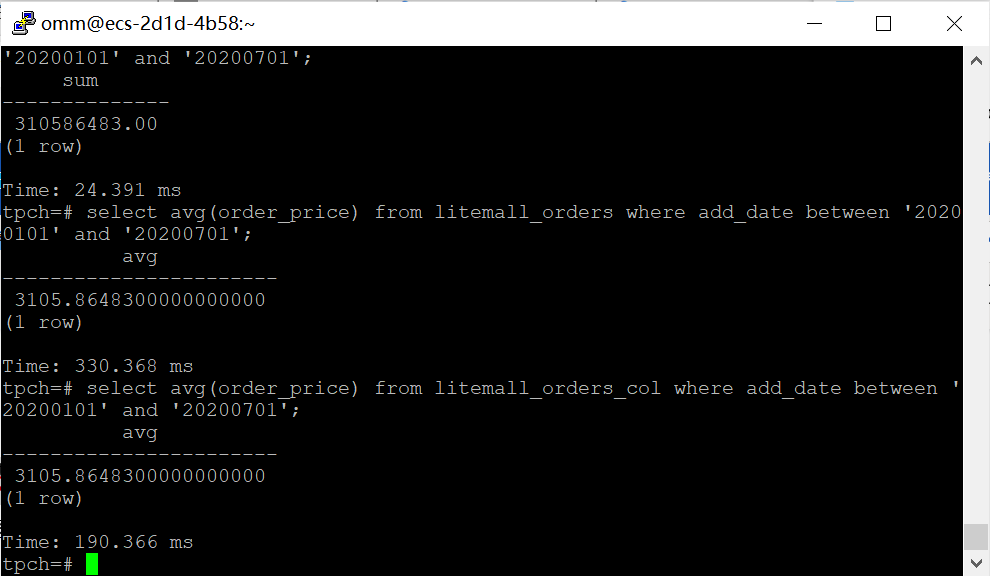 omm@ecs-2d1d-4b58:~
'20200101' and '20200701';
     sum
--------------
 310586483.00
(1 row)
Time: 24.391 ms
tpch=# select avg(order_price) from litemall_orders where add_date between '2020
0101' and '20200701';
          avg
-----------------------
 3105.8648300000000000
(1 row)
Time: 330.368 ms
tpch=# select avg(order_price) from litemall_orders_col where add_date between '
20200101' and '20200701';
          avg
-----------------------
 3105.8648300000000000
(1 row)
Time: 190.366 ms
tpch=#